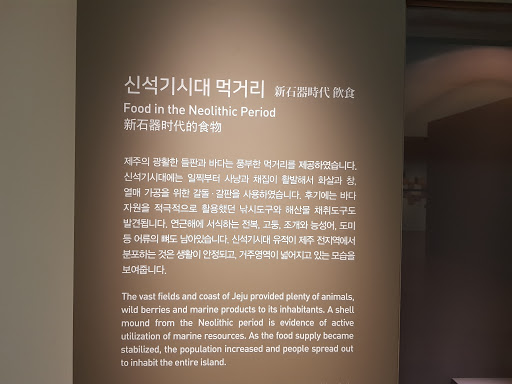 신석기시대 먹거리 新石器時代 飮食
Food in the Neolithic Period
新石器时代的食物
제주의 광활한 들판과 바다는 풍부한 먹거리를 제공하였습니다.
신석기시대에는 일찍부터 사냥과 채집이 활발해서 화살과 창,
열매 가공을 위한 갈돌·갈판을 사용하였습니다. 후기에는 바다
자원을 적극적으로 활용했던 낚시도구와 해산물 채취도구도
발견됩니다. 연근해에 서식하는 전복, 고둥, 조개와 능성어, 도미
등 어류의 뼈도 남아있습니다. 신석기시대 유적이 제주 전지역에서
분포하는 것은 생활이 안정되고, 거주영역이 넓어지고 있는 모습을
보여줍니다.
The vast fields and coast of Jeju provided plenty of animals,
wild berries and marine products to its inhabitants. A shell
mound from the Neolithic period is evidence of active
utilization of marine resources. As the food supply became
stabilized, the population increased and people spread out
to inhabit the entire island.